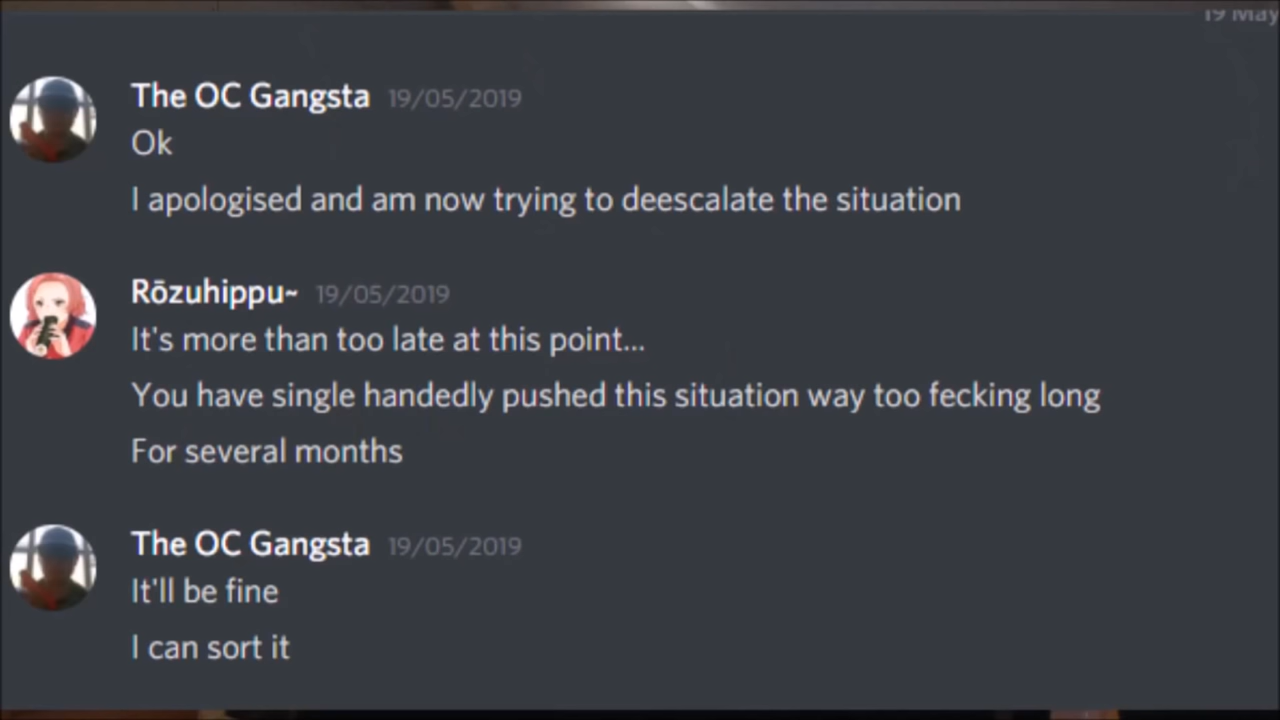 19 May
The OC Gangsta 19/05/2019
Ok
I apologised and am now trying to deescalate the situation
Rōzuhippu~ 19/05/2019
It's more than too late at this point...
You have single handedly pushed this situation way too fecking long
For several months
The OC Gangsta 19/05/2019
It'll be fine
I can sort it